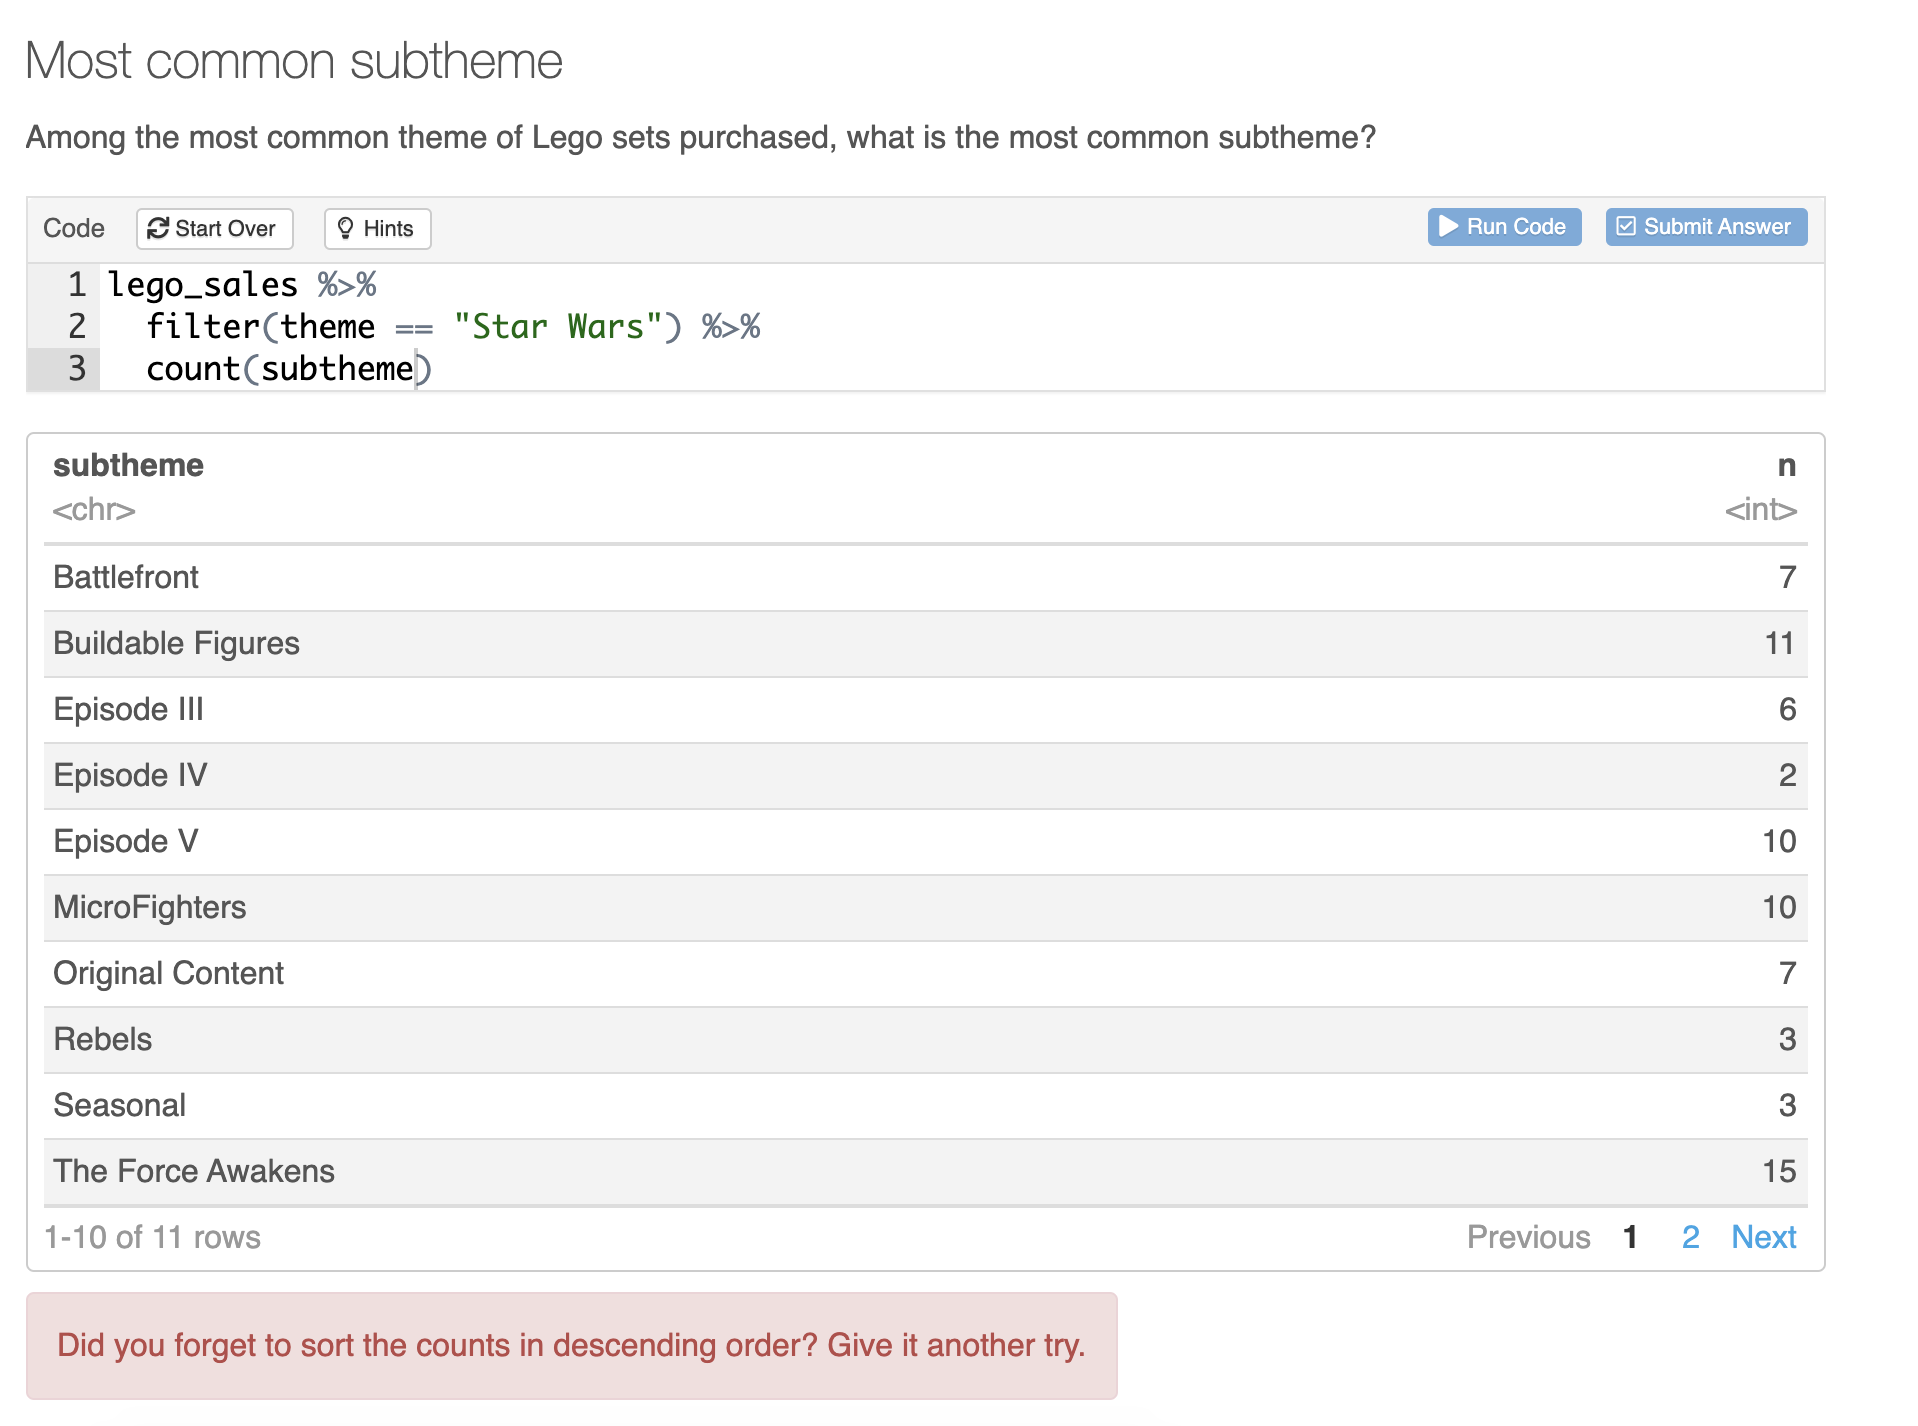 Most common subtheme
Among the most common theme of Lego sets purchased, what is the most common subtheme?
Code Start Over Hints Run Code Submit Answer
1 lego_sales %>%
2   filter(theme == "Star Wars") %>%
3   count(subtheme)
subtheme n
<chr> <int>
Battlefront 7
Buildable Figures 11
Episode III 6
Episode IV 2
Episode V 10
MicroFighters 10
Original Content 7
Rebels 3
Seasonal 3
The Force Awakens 15
1-10 of 11 rows Previous 1 2 Next
Did you forget to sort the counts in descending order? Give it another try.